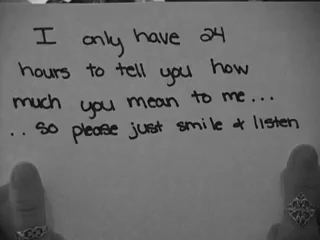 I only have 24
hours to tell you how
much you mean to me...
..so please just smile & listen